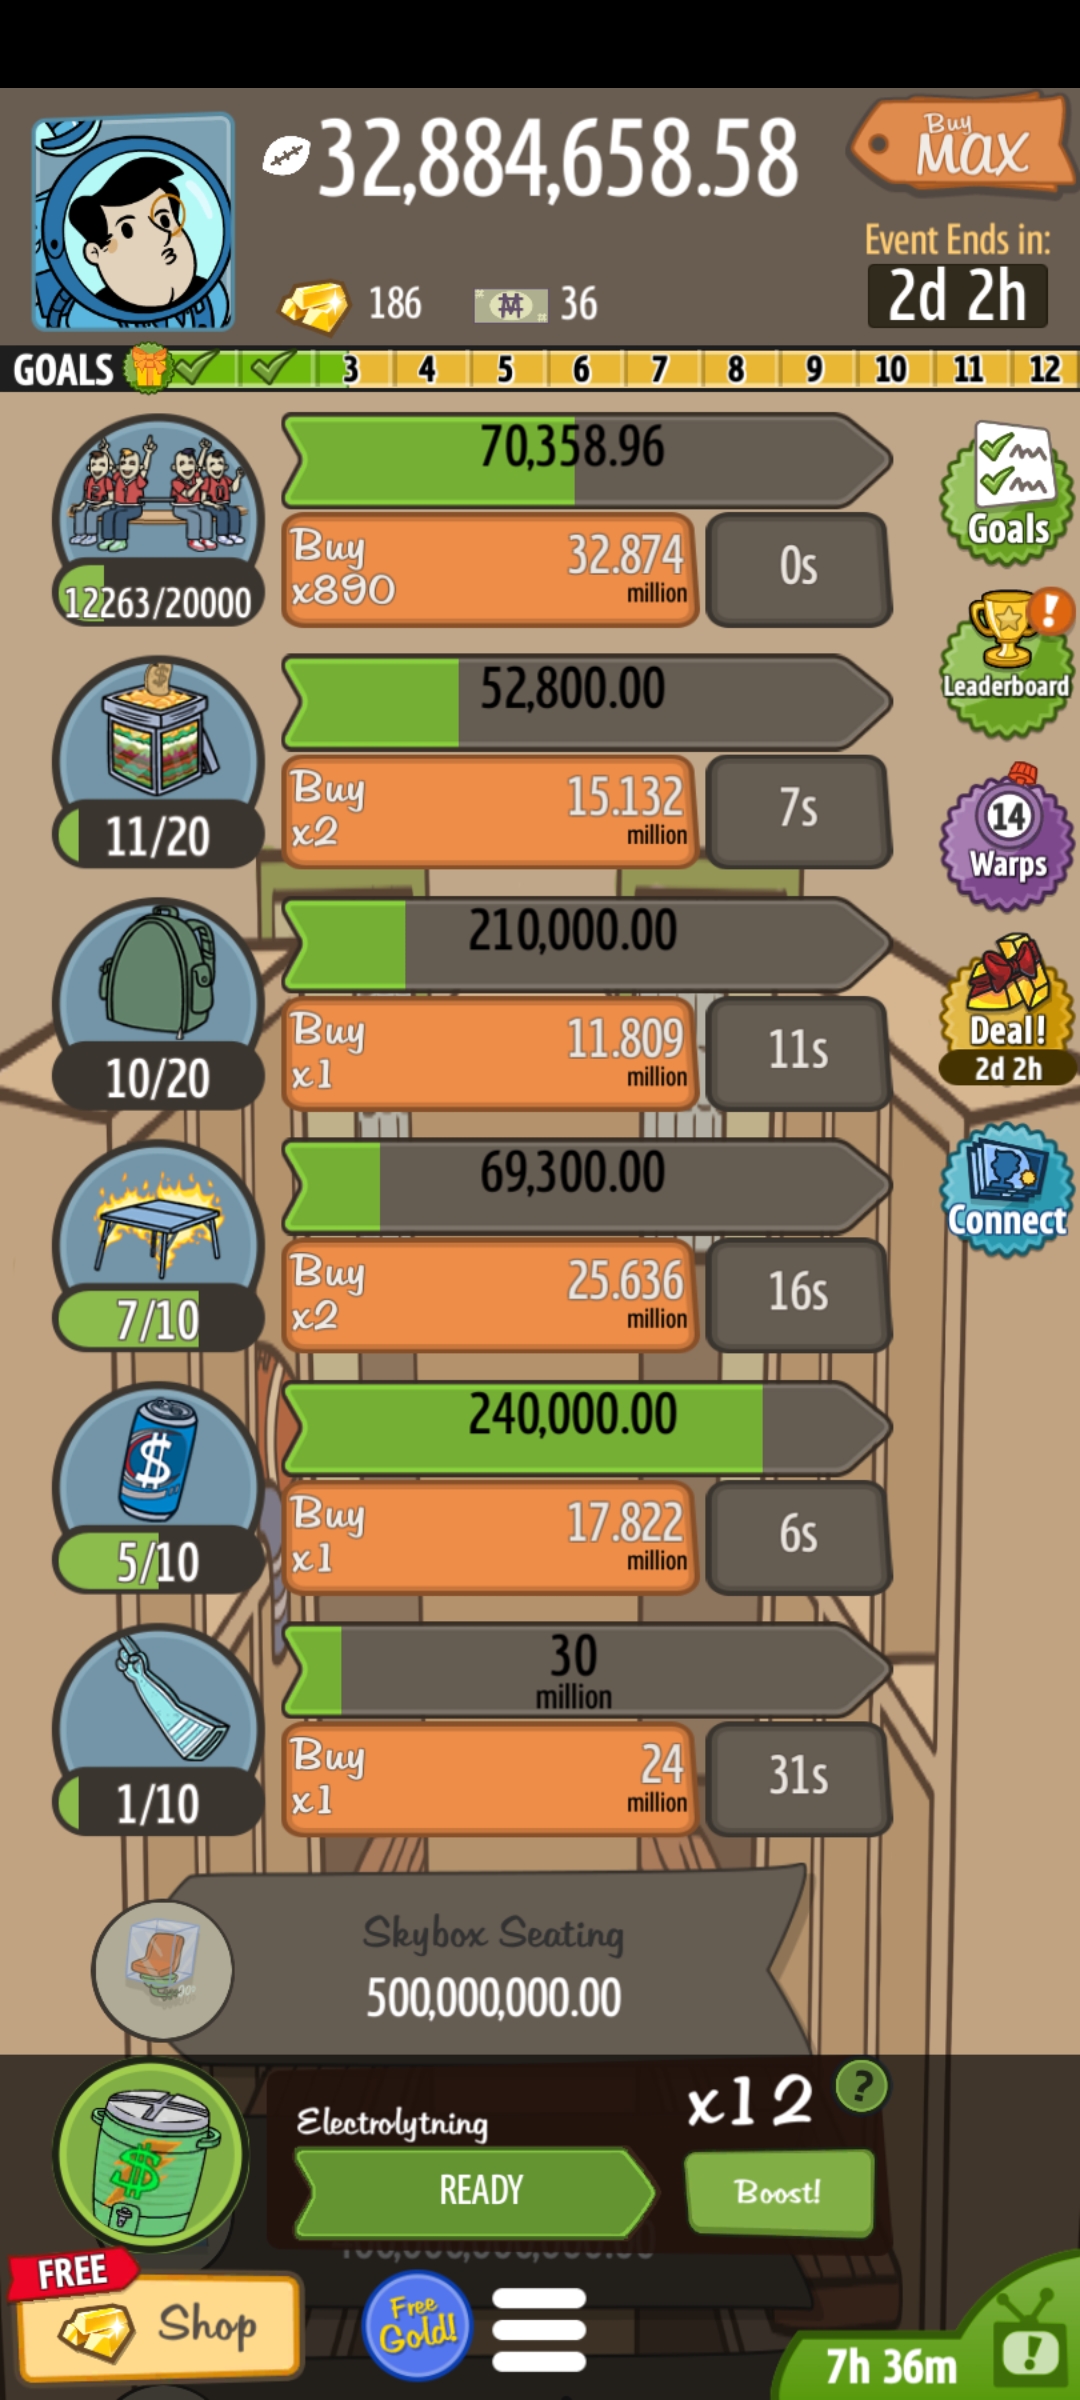 32,884,658.58
Buy
MAX
Event Ends in:
2d 2h
186
36
GOALS 3 4 5 6 7 8 9 10 11 12
70,358.96
12263/20000
Buy
x890
32.874
million
0s
Goals
52,800.00
11/20
Buy
x2
15.132
million
7s
Leaderboard
210,000.00
10/20
Buy
x1
11.809
million
11s
14
Warps
Deal!
2d 2h
69,300.00
7/10
Buy
x2
25.636
million
16s
Connect
240,000.00
5/10
Buy
x1
17.822
million
6s
30
million
1/10
Buy
x1
24
million
31s
Skybox Seating
500,000,000.00
Electrolytning
x12
?
READY
Boost!
FREE
Shop
Free
Gold!
7h 36m